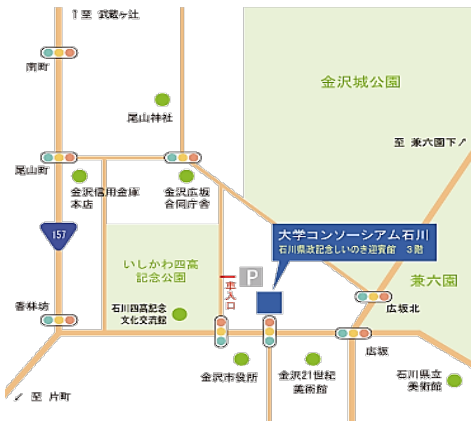 ↑至 武蔵ヶ辻
南町
金沢城公園
尾山神社
至 兼六園下↗
尾山町
金沢信用金庫
本店
金沢広坂
合同庁舎
157
大学コンソーシアム石川
石川県政記念しいのき迎賓館 3階
いしかわ四高
記念公園
P
車入口
兼六園
香林坊
石川四高記念
文化交流館
広坂北
広坂
金沢市役所
金沢21世紀
美術館
石川県立
美術館
↙ 至 片町